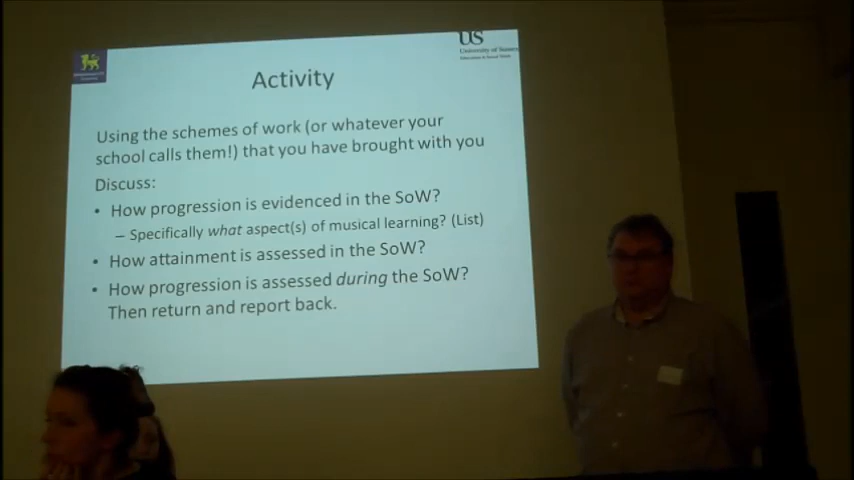 US
University of Sussex
Activity
Using the schemes of work (or whatever your
school calls them!) that you have brought with you
Discuss:
• How progression is evidenced in the SoW?
– Specifically what aspect(s) of musical learning? (List)
• How attainment is assessed in the SoW?
• How progression is assessed during the SoW?
Then return and report back.